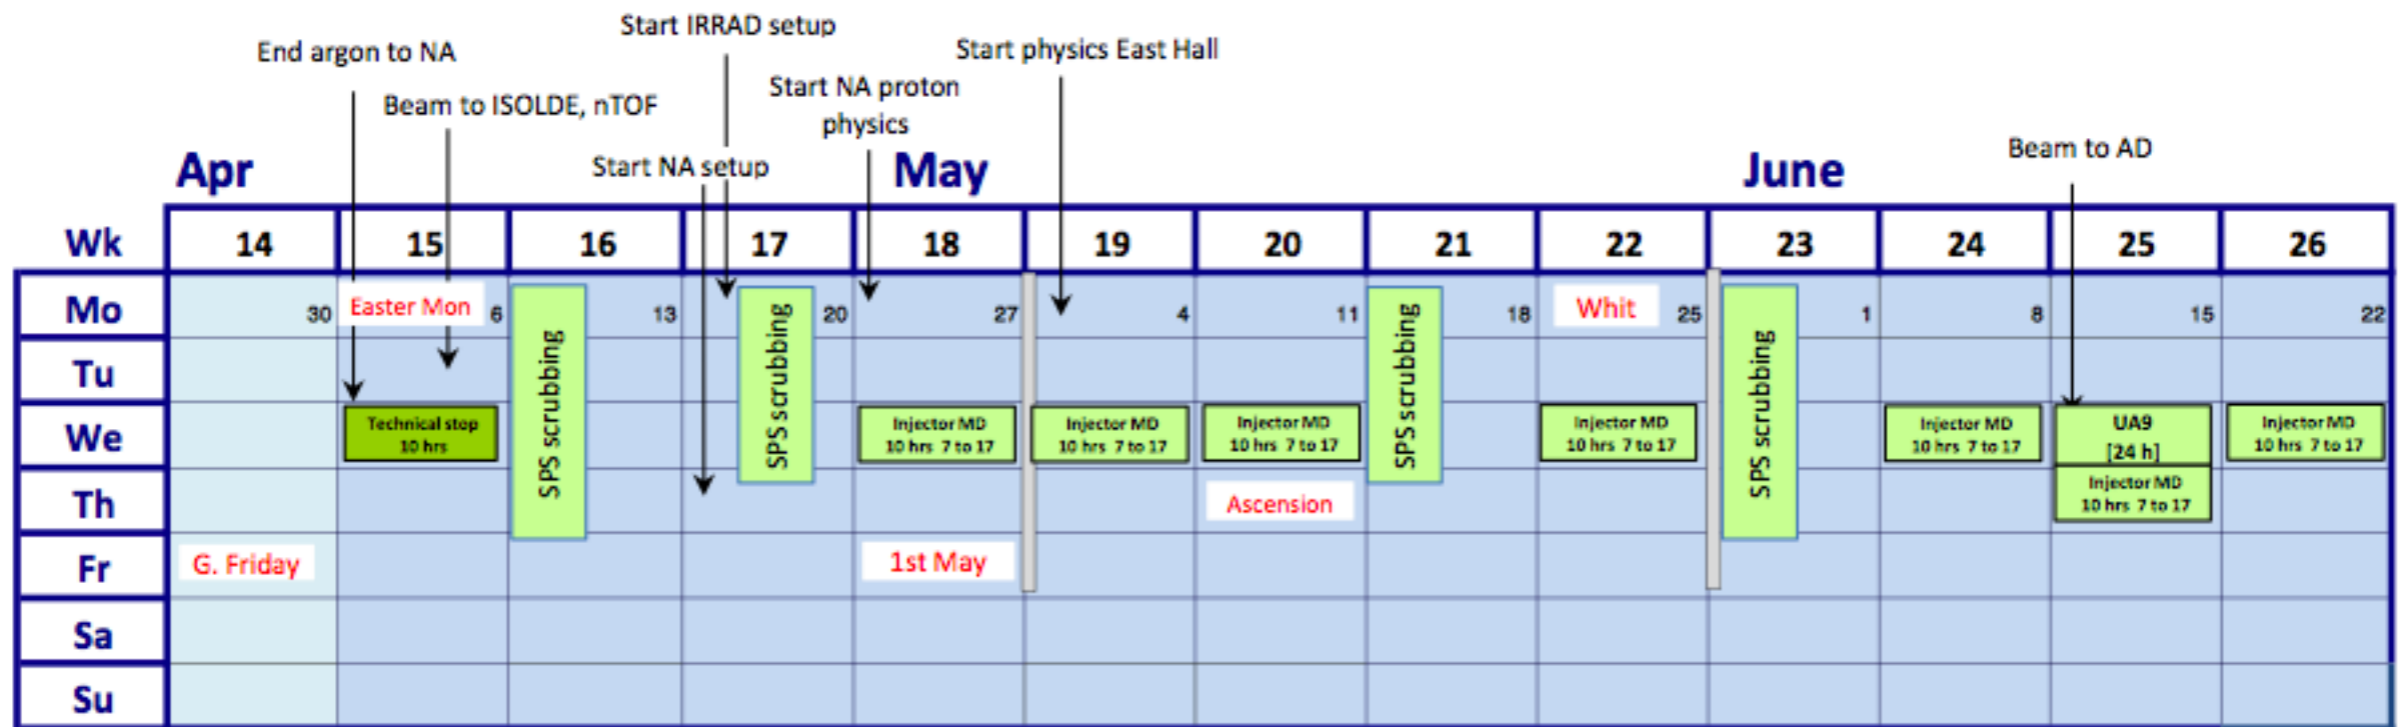 Start IRRAD setup
End argon to NA
Start physics East Hall
Start NA proton
physics
Beam to ISOLDE, nTOF
Beam to AD
Start NA setup
Apr May June
Wk 14 15 16 17 18 19 20 21 22 23 24 25 26
Mo 30 Easter Mon 6 13 20 27 4 11 18 Whit 25 1 8 15 22
Tu
We
Technical stop
10 hrs
SPS scrubbing
SPS scrubbing
Injector MD
10 hrs 7 to 17
Injector MD
10 hrs 7 to 17
Injector MD
10 hrs 7 to 17
SPS scrubbing
Injector MD
10 hrs 7 to 17
SPS scrubbing
Injector MD
10 hrs 7 to 17
UA9
[24 h]
Injector MD
10 hrs 7 to 17
Th
Ascension
Injector MD
10 hrs 7 to 17
Fr G. Friday 1st May
Sa
Su